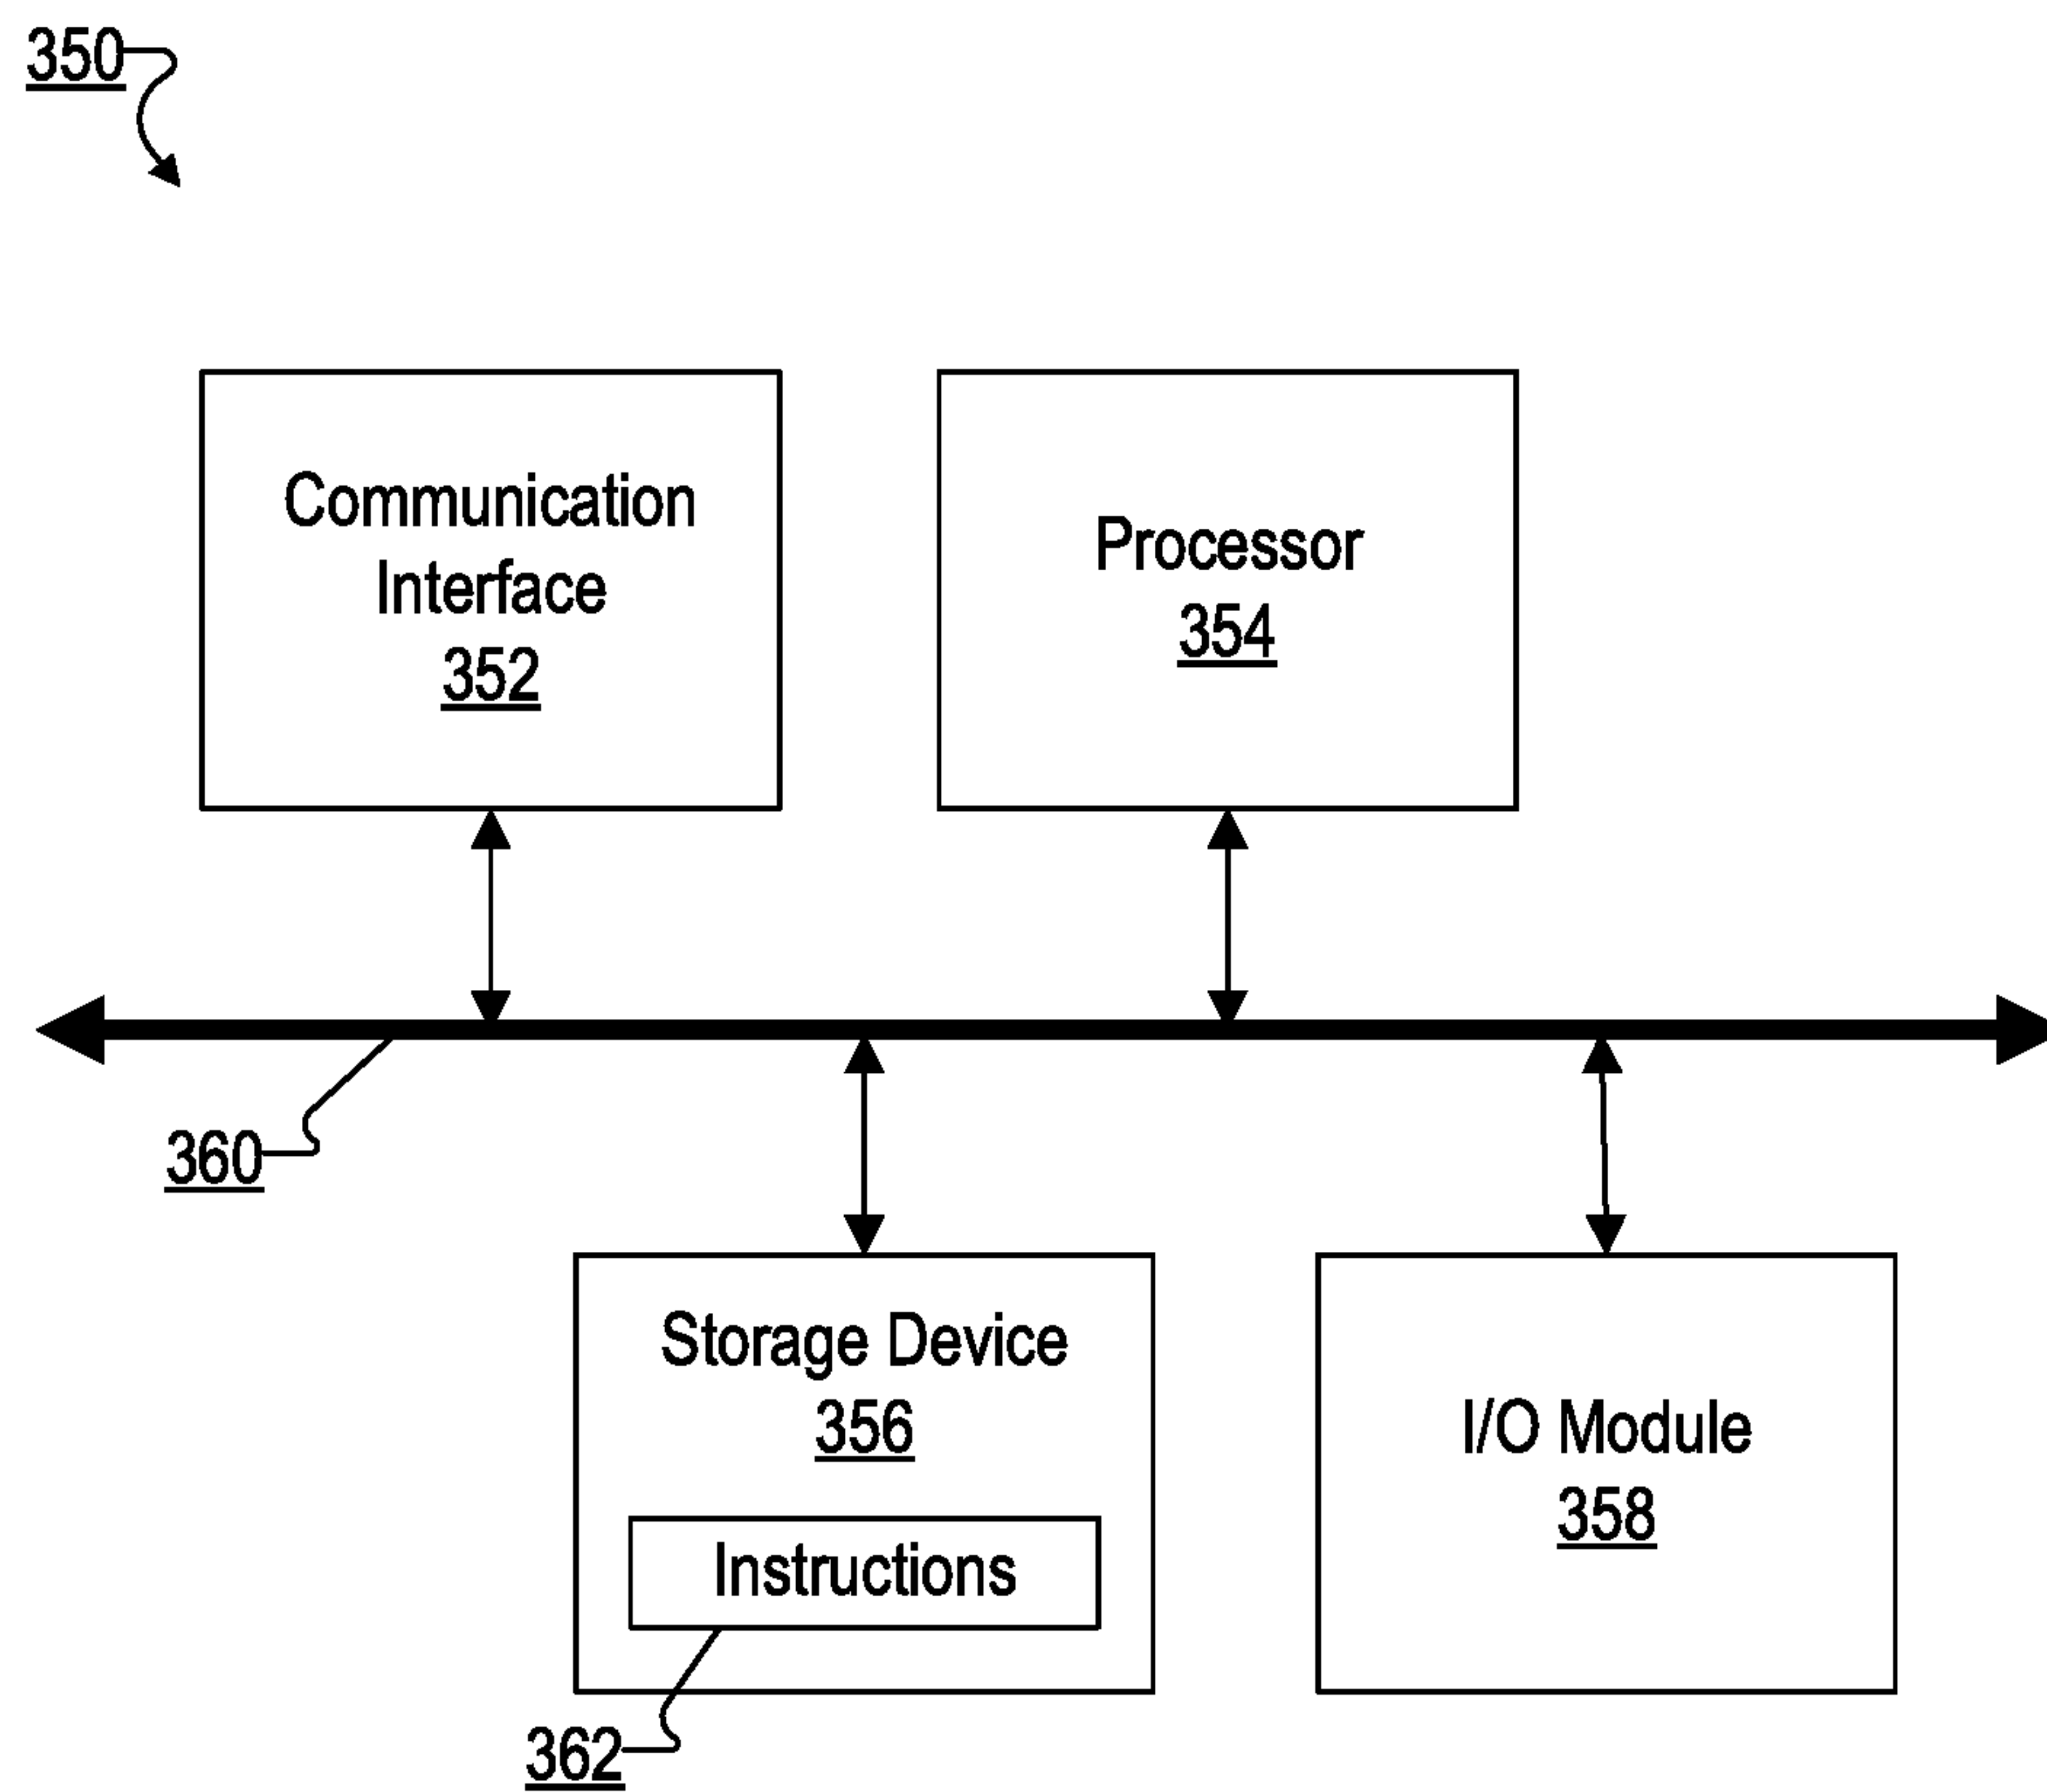 350
Communication
Interface
352
Processor
354
360
Storage Device
356
Instructions
362
I/O Module
358